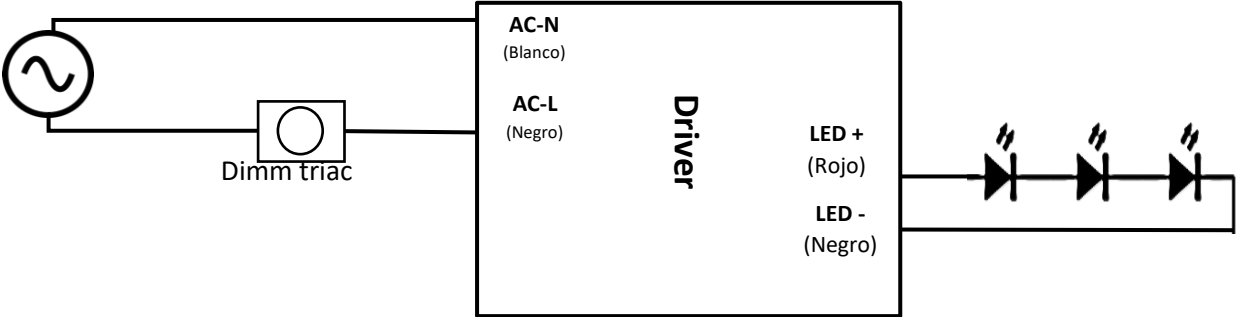 AC-N
(Blanco)
AC-L
(Negro)
Dimm triac
Driver
LED +
(Rojo)
LED -
(Negro)